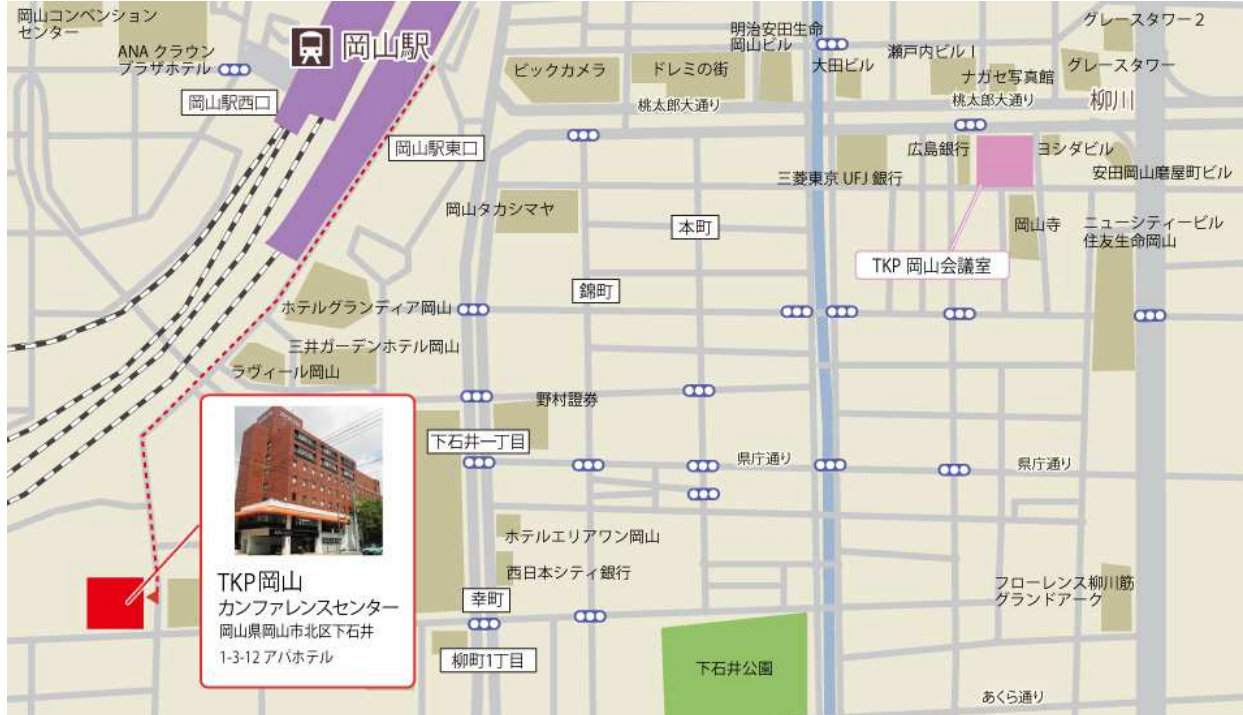 岡山コンベンション
センター
ANA クラウン
プラザホテル
岡山駅
岡山駅西口
岡山駅東口
ビックカメラ
ドレミの街
明治安田生命
岡山ビル
大田ビル
瀬戸内ビルⅠ
ナガセ写真館
グレースタワー2
グレースタワー
桃太郎大通り
桃太郎大通り
柳川
広島銀行
ヨシダビル
三菱東京 UFJ 銀行
安田岡山磨屋町ビル
岡山タカシマヤ
本町
岡山寺
ニューシティービル
住友生命岡山
TKP 岡山会議室
錦町
ホテルグランディア岡山
三井ガーデンホテル岡山
ラヴィール岡山
野村證券
下石井一丁目
県庁通り
県庁通り
ホテルエリアワン岡山
西日本シティ銀行
TKP岡山
カンファレンスセンター
岡山県岡山市北区下石井
1-3-12 アパホテル
幸町
柳町1丁目
フローレンス柳川筋
グランドアーク
下石井公園
あくら通り